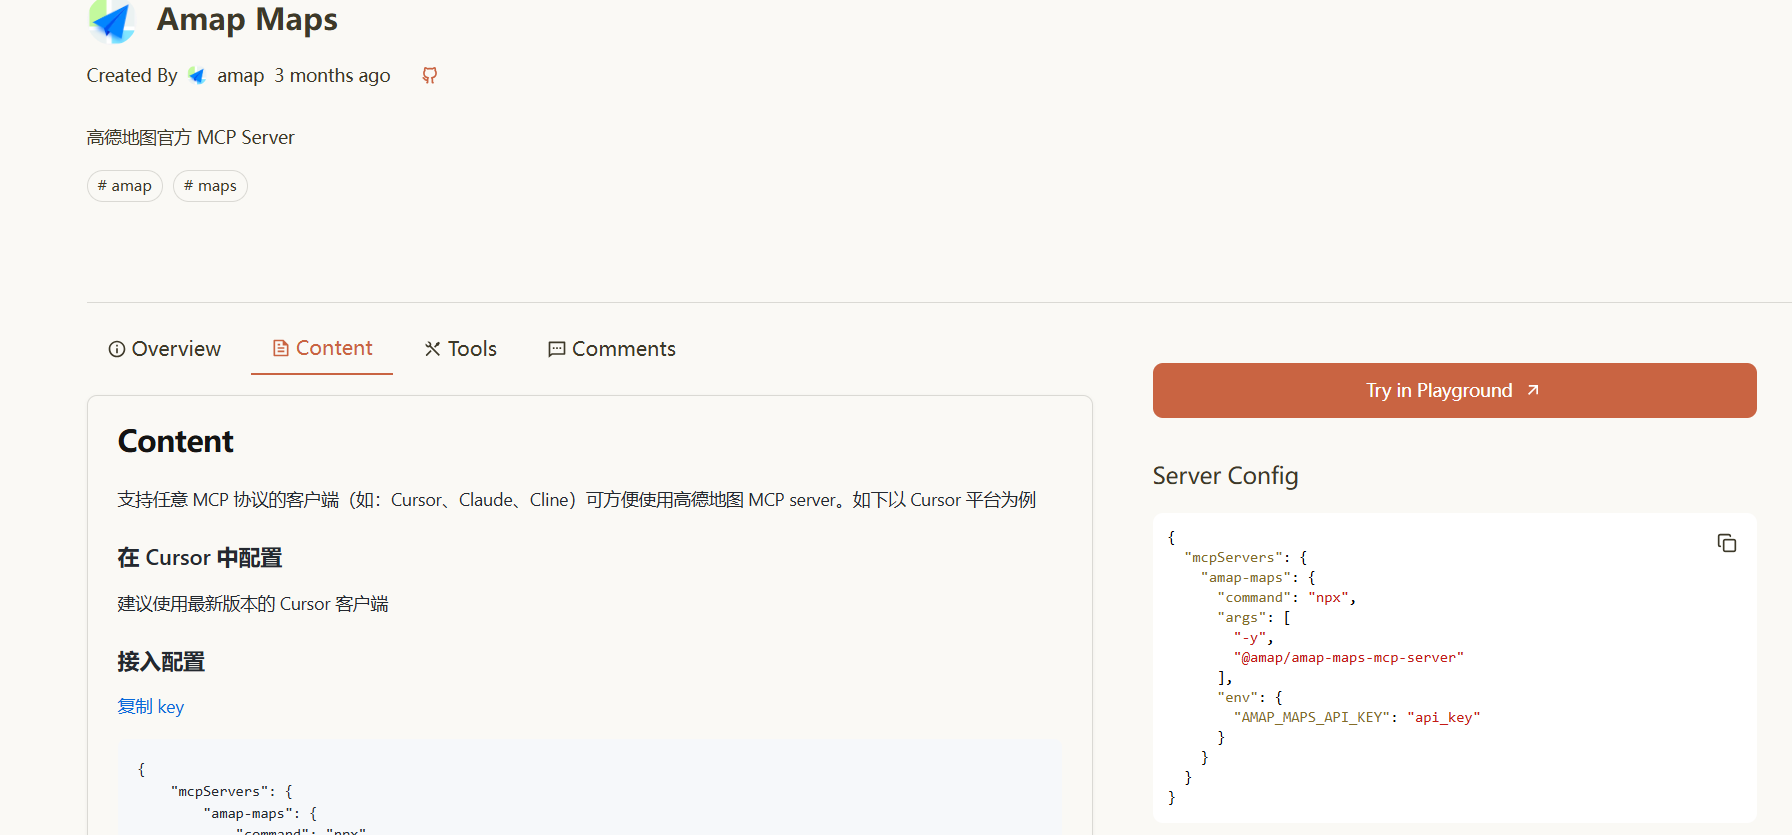 Amap Maps
Created By amap 3 months ago
高德地图官方 MCP Server
# amap # maps
Overview Content Tools Comments
Content
支持任意 MCP 协议的客户端（如：Cursor、Claude、Cline）可方便使用高德地图 MCP server。如下以 Cursor 平台为例
在 Cursor 中配置
建议使用最新版本的 Cursor 客户端
接入配置
复制 key
{
"mcpServers": {
"amap-maps": {
"command": "npx",
Try in Playground
Server Config
{
"mcpServers": {
"amap-maps": {
"command": "npx",
"args": [
"-y",
"@amap/amap-maps-mcp-server"
],
"env": {
"AMAP_MAPS_API_KEY": "api_key"
}
}
}
}